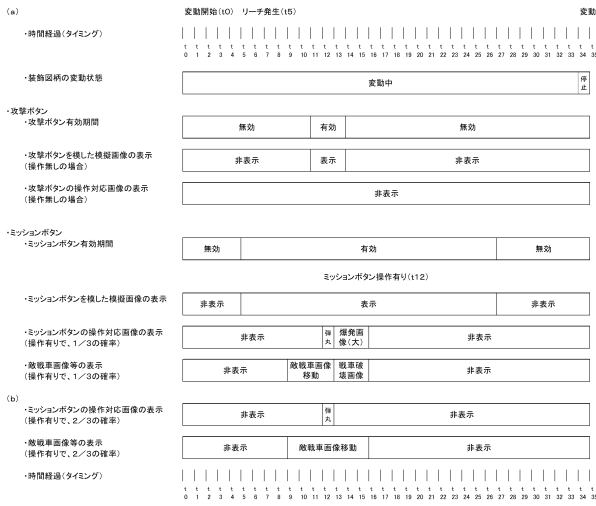 (a)
変動開始(t0) リーチ発生(t5) 変動
・時間経過(タイミング)
t t t t t t t t t t t t t t t t t t t t t t t t t t t t t t t t t t t t
0 1 2 3 4 5 6 7 8 9 10 11 12 13 14 15 16 17 18 19 20 21 22 23 24 25 26 27 28 29 30 31 32 33 34 35
・装飾図柄の変動状態 変動中 停止
・攻撃ボタン
・攻撃ボタン有効期間 無効 有効 無効
・攻撃ボタンを模した模擬画像の表示
(操作無しの場合)
非表示 表示 非表示
・攻撃ボタンの操作対応画像の表示
(操作無しの場合)
非表示
・ミッションボタン
・ミッションボタン有効期間 無効 有効 無効
ミッションボタン操作有り(t12)
・ミッションボタンを模した模擬画像の表示 非表示 表示 非表示
・ミッションボタンの操作対応画像の表示
(操作有りで、1/3の確率)
非表示 弾丸 爆発画像(大) 非表示
・敵戦車画像等の表示
(操作有りで、1/3の確率)
非表示 敵戦車画像移動 戦車破壊画像 非表示
(b)
・ミッションボタンの操作対応画像の表示
(操作有りで、2/3の確率)
非表示 弾丸 非表示
・敵戦車画像等の表示
(操作有りで、2/3の確率)
非表示 敵戦車画像移動 非表示
・時間経過(タイミング)
t t t t t t t t t t t t t t t t t t t t t t t t t t t t t t t t t t t t
0 1 2 3 4 5 6 7 8 9 10 11 12 13 14 15 16 17 18 19 20 21 22 23 24 25 26 27 28 29 30 31 32 33 34 35